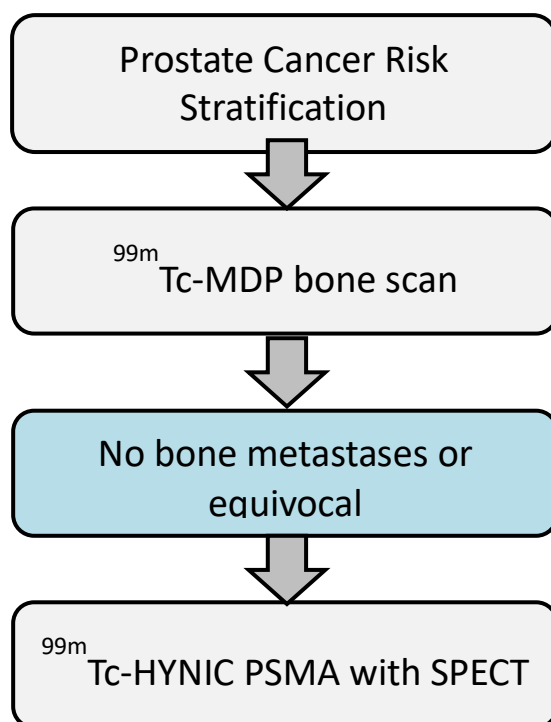 Prostate Cancer Risk
Stratification
99mTc-MDP bone scan
No bone metastases or
equivocal
99mTc-HYNIC PSMA with SPECT